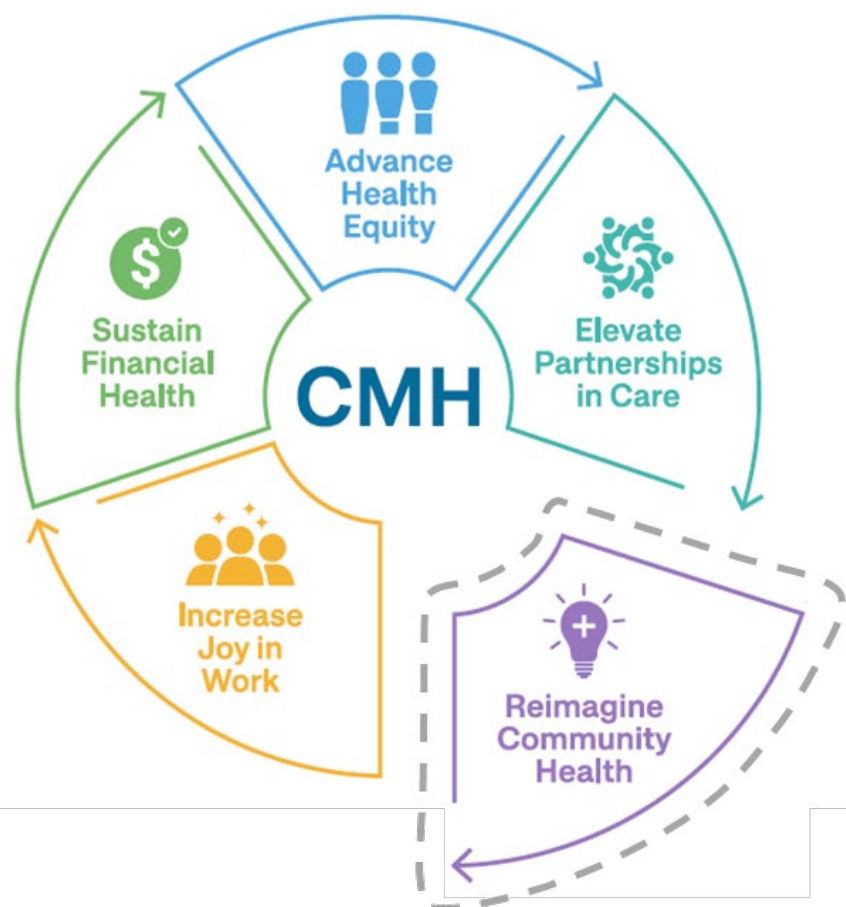 Advance
Health
Equity
Elevate
Partnerships
in Care
Reimagine
Community
Health
Increase
Joy in
Work
Sustain
Financial
Health
CMH